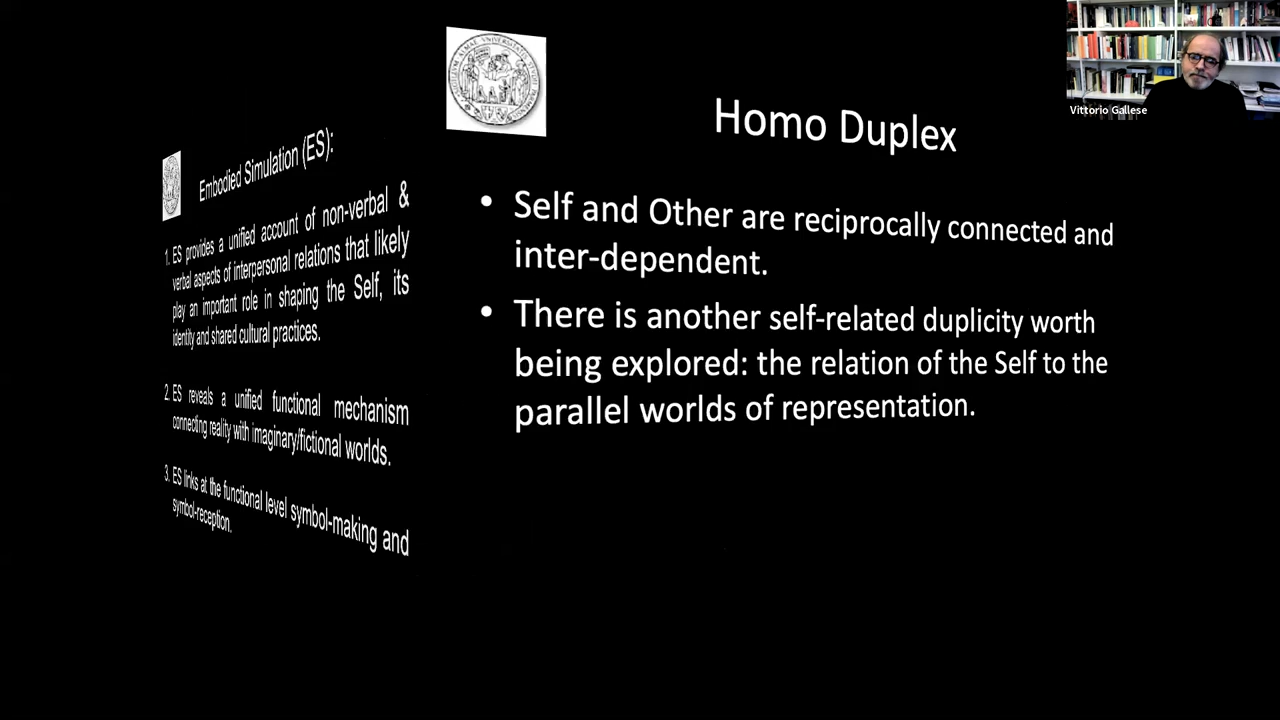 Embodied Simulation (ES):
1. ES provides a unified account of non-verbal &
verbal aspects of interpersonal relations that likely
play an important role in shaping the Self, its
identity and shared cultural practices.
2. ES reveals a unified functional mechanism
connecting reality with imaginary/fictional worlds.
3. ES links at the functional level symbol-making and
symbol-reception.
Homo Duplex
• Self and Other are reciprocally connected and
inter-dependent.
• There is another self-related duplicity worth
being explored: the relation of the Self to the
parallel worlds of representation.
Vittorio Gallese